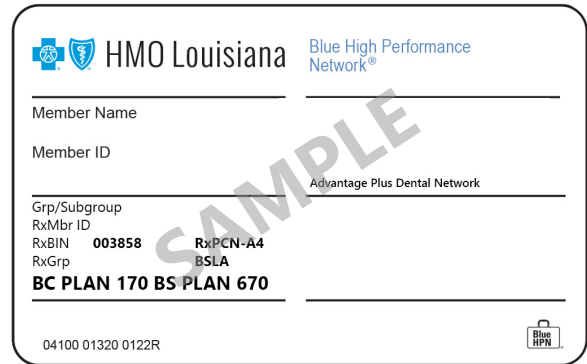 HMO Louisiana
Blue High Performance
Network®
Member Name
Member ID
Advantage Plus Dental Network
SAMPLE
Grp/Subgroup
RxMbr ID
RxBIN 003858 RxPCN-A4
RxGrp BSLA
BC PLAN 170 BS PLAN 670
04100 01320 0122R
Blue
HPN